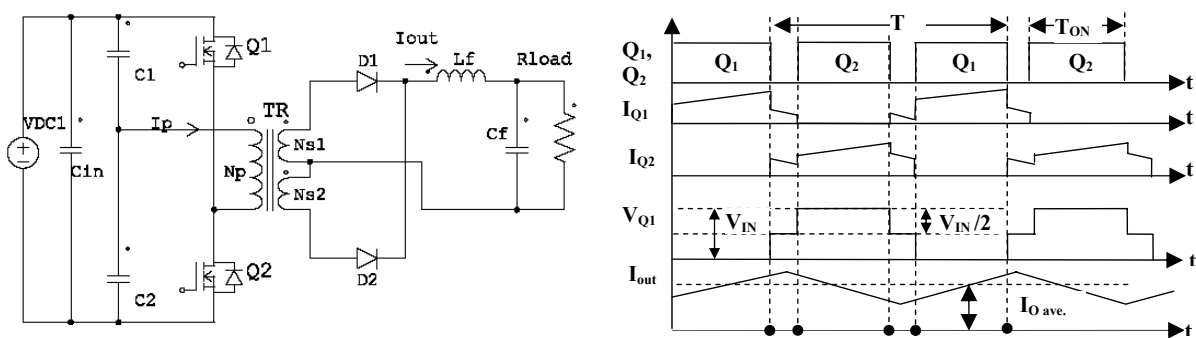 Q1
C1
VDC1
Cin
Ip
TR
Np
Ns1
Ns2
D1
D2
Iout
Lf
Rload
Cf
C2
Q2
T
TON
Q1,
Q2
Q1
Q2
Q1
Q2
t
IQ1
t
IQ2
t
VQ1
VIN
VIN/2
t
Iout
IO ave.
t